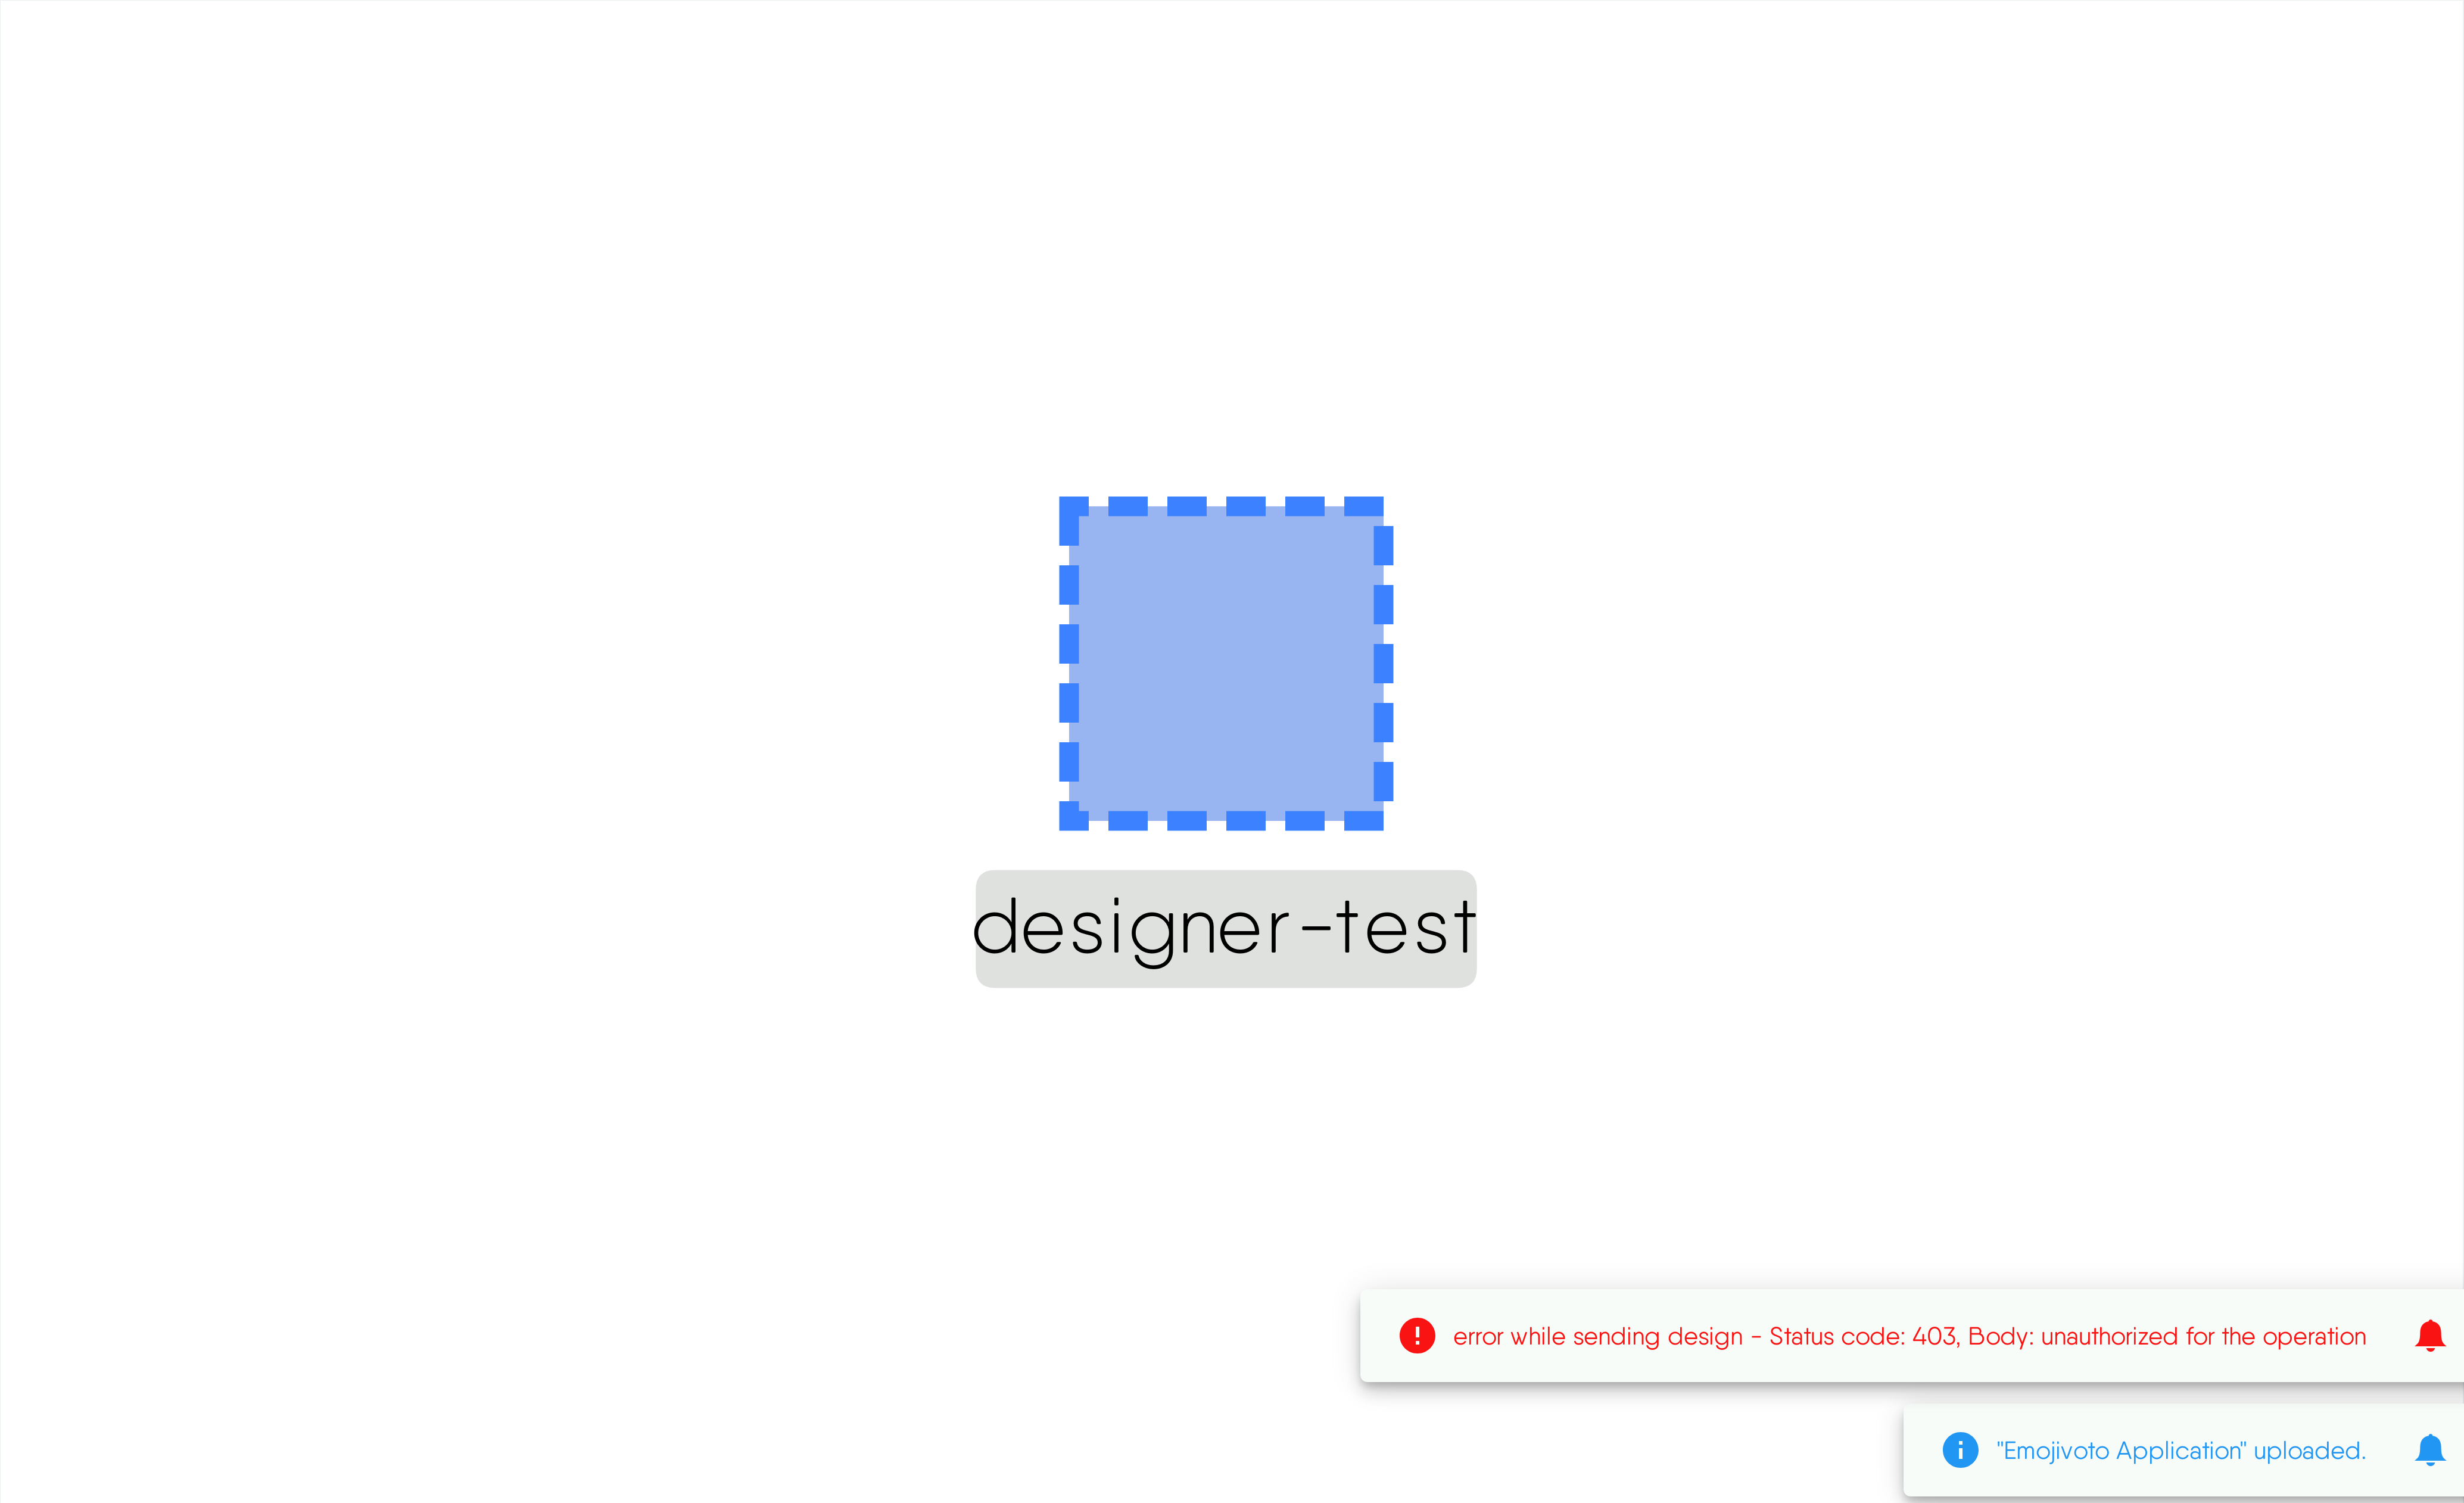 designer-test
error while sending design - Status code: 403, Body: unauthorized for the operation
"Emojivoto Application" uploaded.